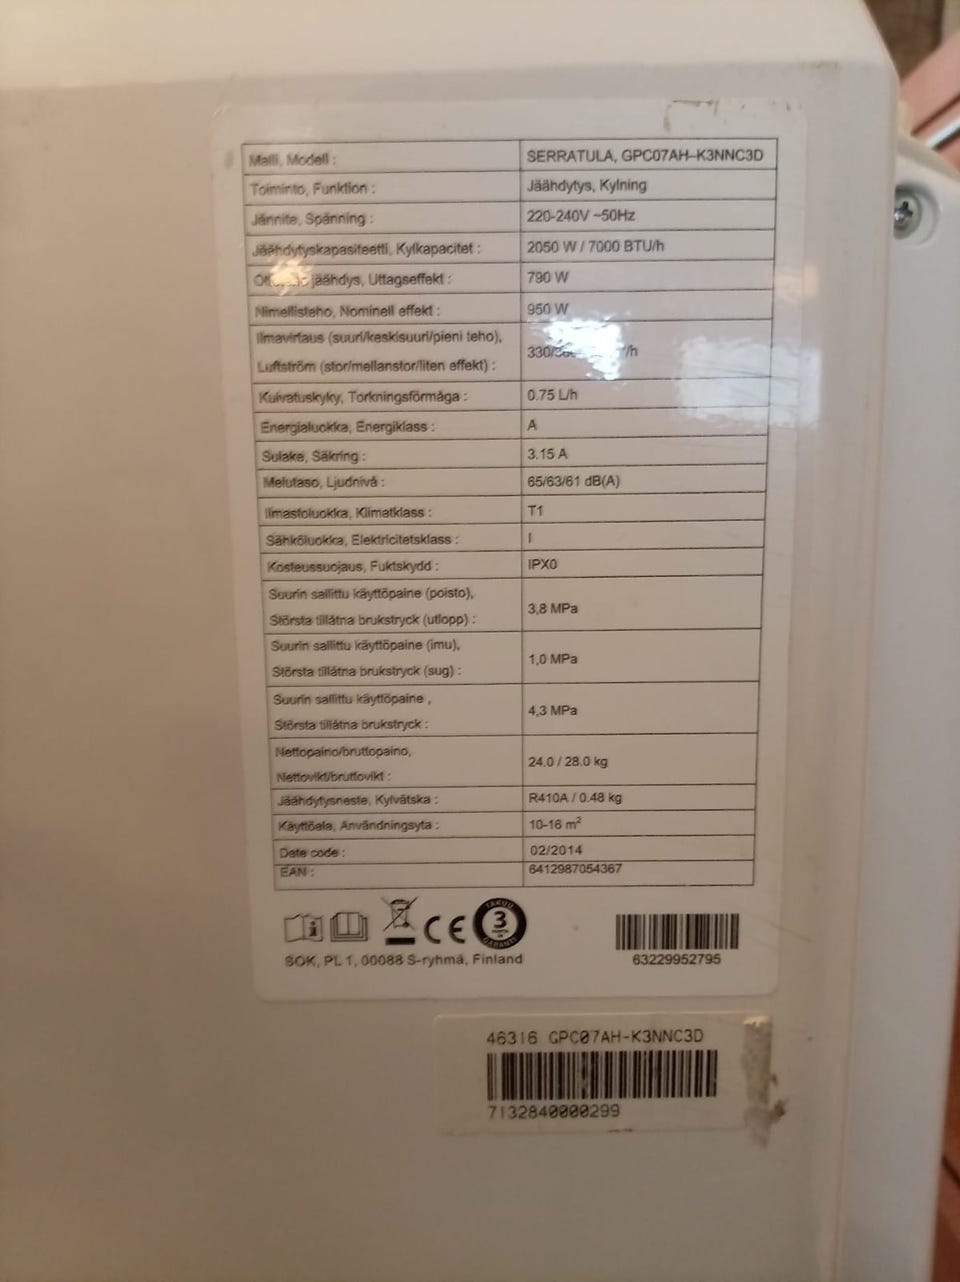 Malli, Modell : SERRATULA, GPC07AH-K3NNC3D
Toiminto, Funktion : Jäähdytys, Kylning
Jännite, Spänning : 220-240V ~50Hz
Jäähdytyskapasiteetti, Kylkapacitet : 2050 W / 7000 BTU/h
jäähdys, Uttagseffekt : 790 W
Nimellisteho, Nominell effekt : 950 W
Ilmavirtaus (suuri/keskisuuri/pieni teho),
Luftström (stor/mellanstor/liten effekt) : 330/ /h
Kuivatuskyky, Torkningsförmåga : 0.75 L/h
Energialuokka, Energiklass : A
Sulake, Säkring : 3.15 A
Melutaso, Ljudnivå : 65/63/61 dB(A)
Ilmastoluokka, Klimatklass : T1
Sähköluokka, Elektricitetsklass : I
Kosteussuojaus, Fuktskydd : IPX0
Suurin sallittu käyttöpaine (poisto),
Största tillåtna brukstryck (utlopp) : 3,8 MPa
Suurin sallittu käyttöpaine (imu),
Största tillåtna brukstryck (sug) : 1,0 MPa
Suurin sallittu käyttöpaine ,
Största tillåtna brukstryck : 4,3 MPa
Nettopaino/bruttopaino,
Nettovikt/bruttovikt : 24.0 / 28.0 kg
Jäähdytysneste, Kylvätska : R410A / 0.48 kg
Käyttöala, Användningsyta : 10-16 m²
Date code : 02/2014
EAN : 6412987054367
TAKUU
3
GARANTI
CE
SOK, PL 1, 00088 S-ryhmä, Finland
63229952795
46316 GPC07AH-K3NNC3D
7132840000299